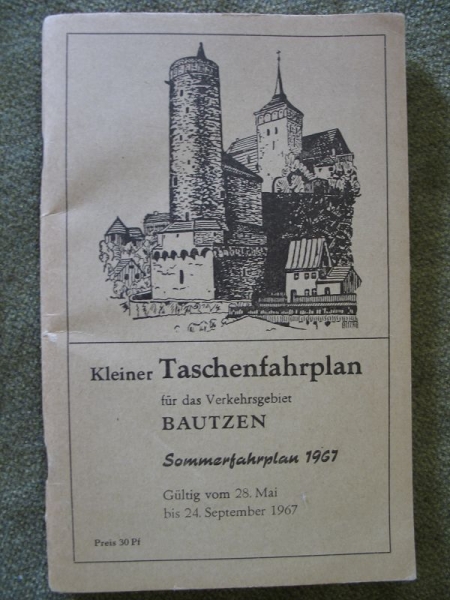 Kleiner Taschenfahrplan
für das Verkehrsgebiet
BAUTZEN
Sommerfahrplan 1967
Gültig vom 28. Mai
bis 24. September 1967
Preis 30 Pf